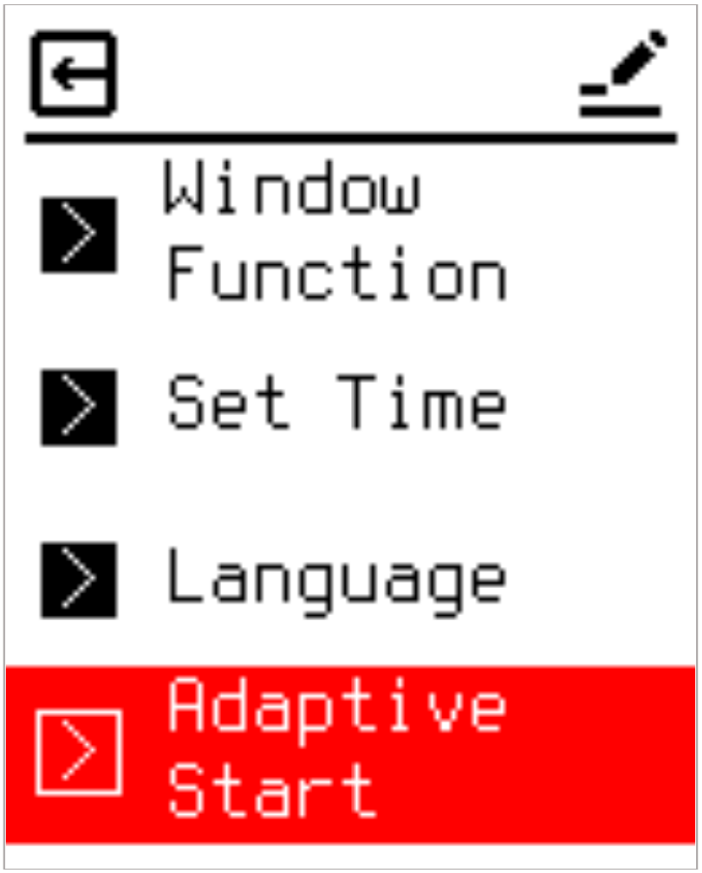 Window
Function
Set Time
Language
Adaptive
Start